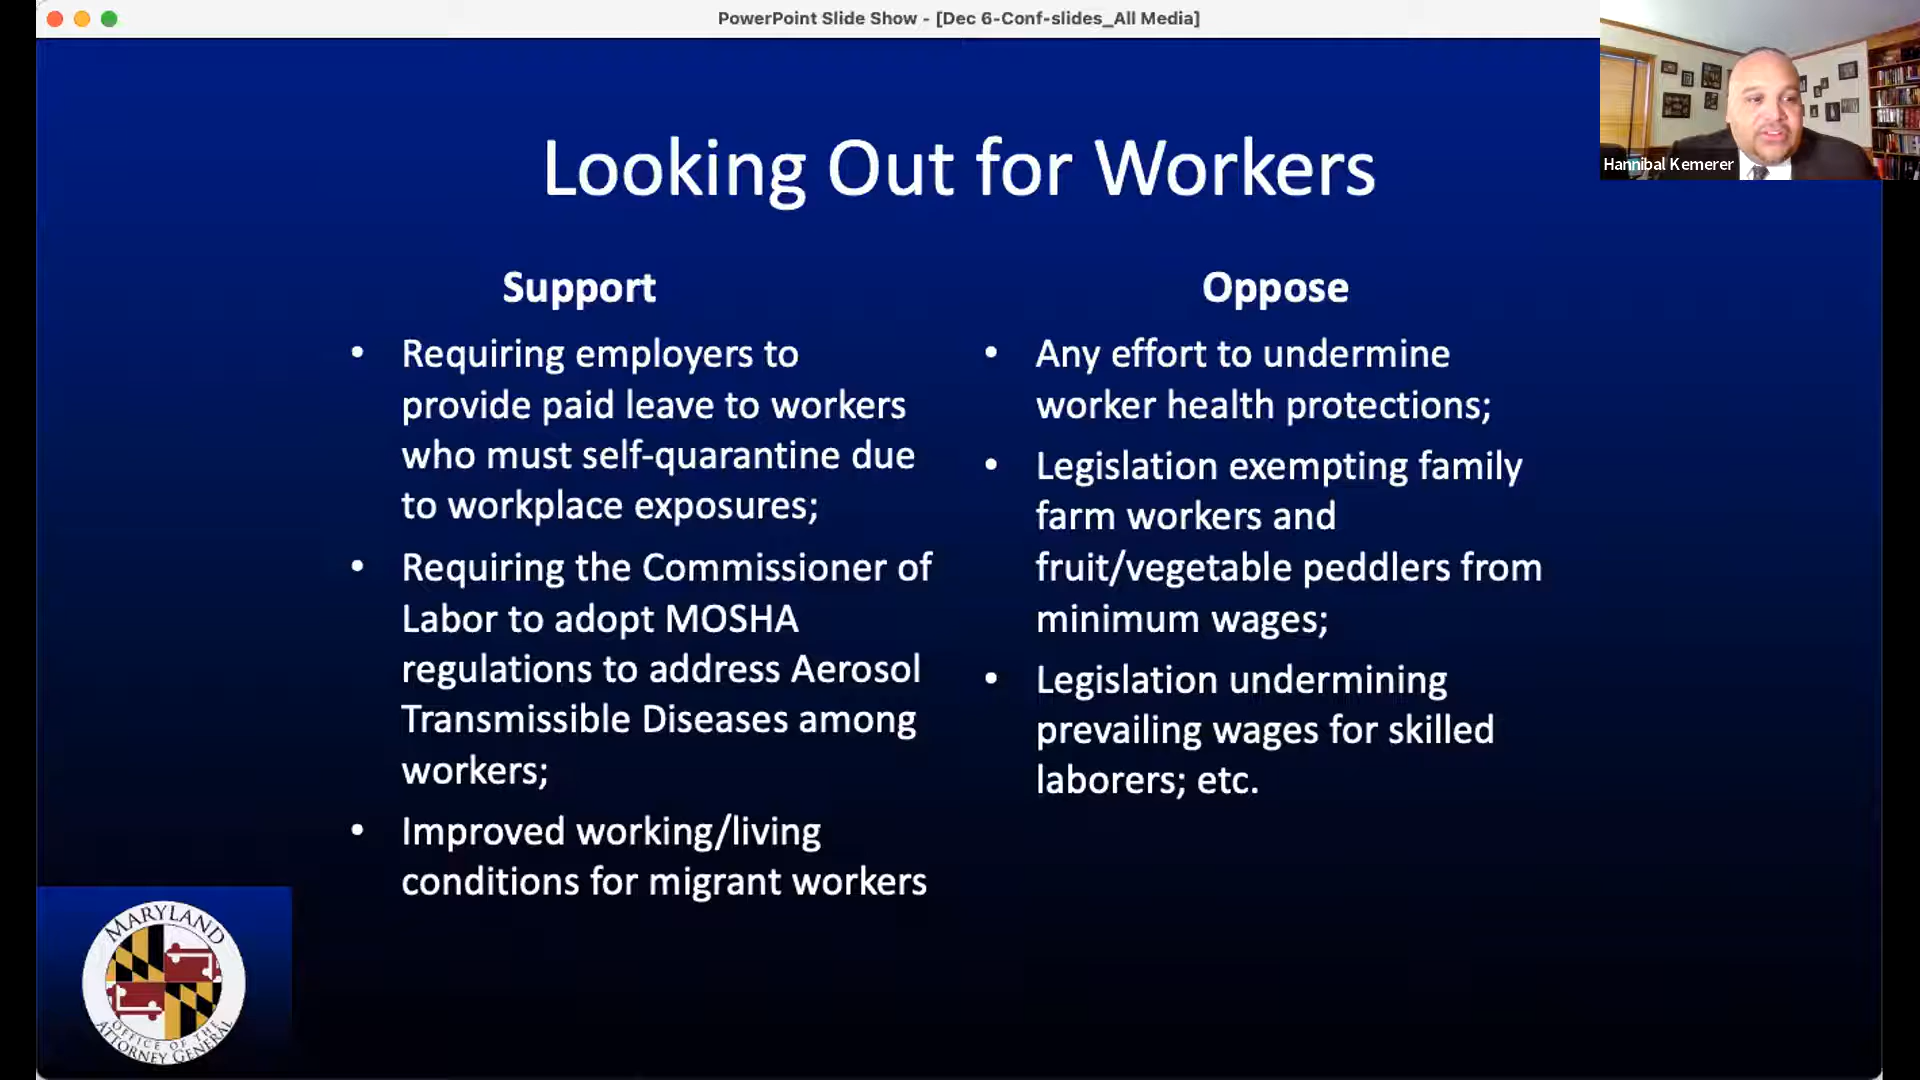 PowerPoint Slide Show - [Dec 6-Conf-slides_All Media]
Hannibal Kemerer
Looking Out for Workers
Support
• Requiring employers to
provide paid leave to workers
who must self-quarantine due
to workplace exposures;
• Requiring the Commissioner of
Labor to adopt MOSHA
regulations to address Aerosol
Transmissible Diseases among
workers;
• Improved working/living
conditions for migrant workers
Oppose
• Any effort to undermine
worker health protections;
• Legislation exempting family
farm workers and
fruit/vegetable peddlers from
minimum wages;
• Legislation undermining
prevailing wages for skilled
laborers; etc.
MARYLAND
OFFICE OF THE
ATTORNEY GENERAL